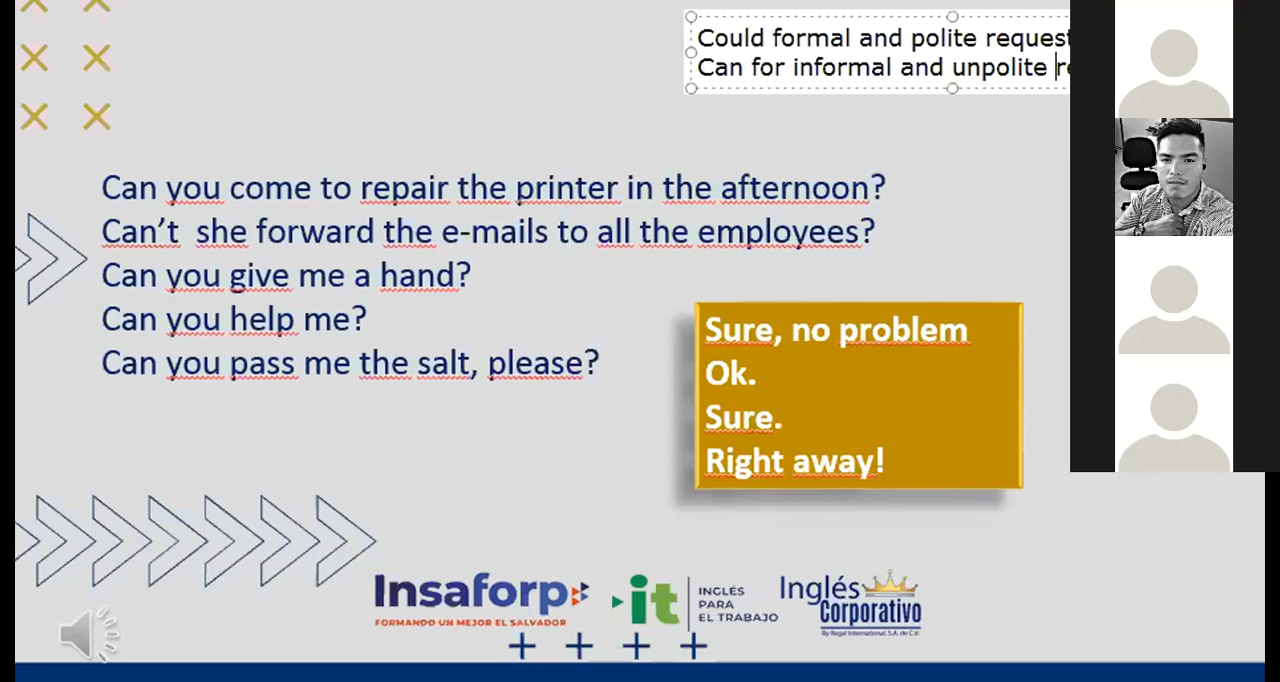 Could formal and polite request
Can for informal and unpolite re
Can you come to repair the printer in the afternoon?
Can't she forward the e-mails to all the employees?
Can you give me a hand?
Can you help me?
Can you pass me the salt, please?
Sure, no problem
Ok.
Sure.
Right away!
Insaforp
FORMANDO UN MEJOR EL SALVADOR
it
INGLÉS
PARA
EL TRABAJO
Inglés
Corporativo
By Regal International, S.A. de C.V.